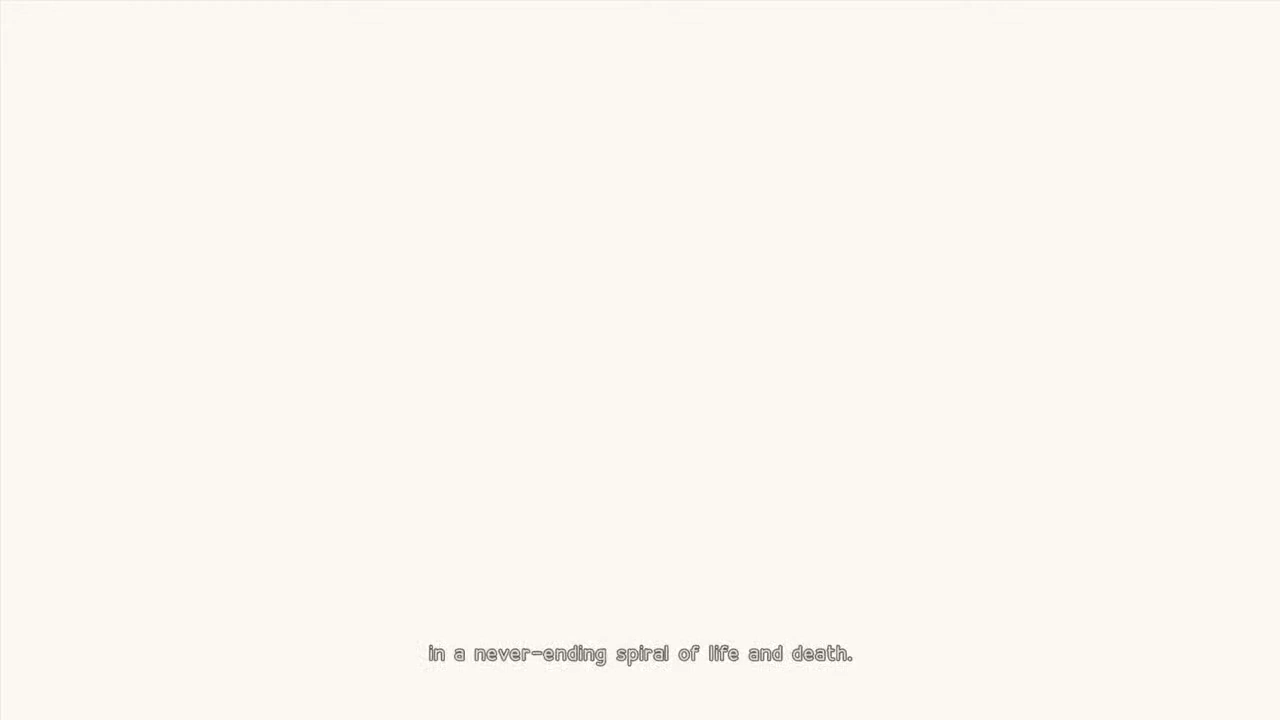 in a never-ending spiral of life and death.